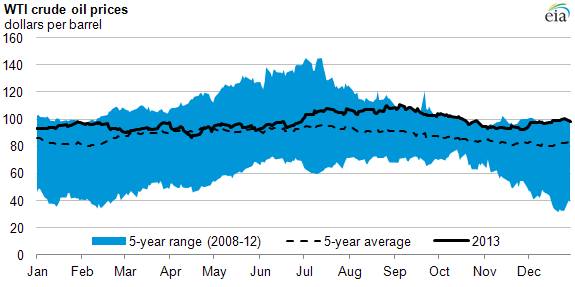 WTI crude oil prices
dollars per barrel
eia
160
140
120
100
80
60
40
20
0
5-year range (2008-12) 5-year average 2013
Jan Feb Mar Apr May Jun Jul Aug Sep Oct Nov Dec